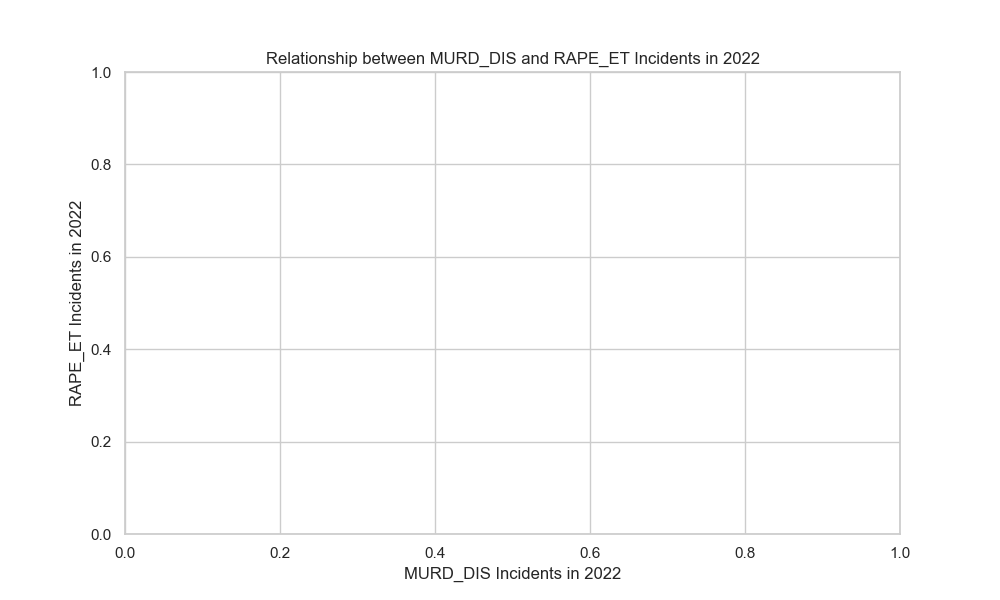 Relationship between MURD_DIS and RAPE_ET Incidents in 2022
1.0
0.8
0.6
0.4
0.2
0.0
RAPE_ET Incidents in 2022
0.0 0.2 0.4 0.6 0.8 1.0
MURD_DIS Incidents in 2022